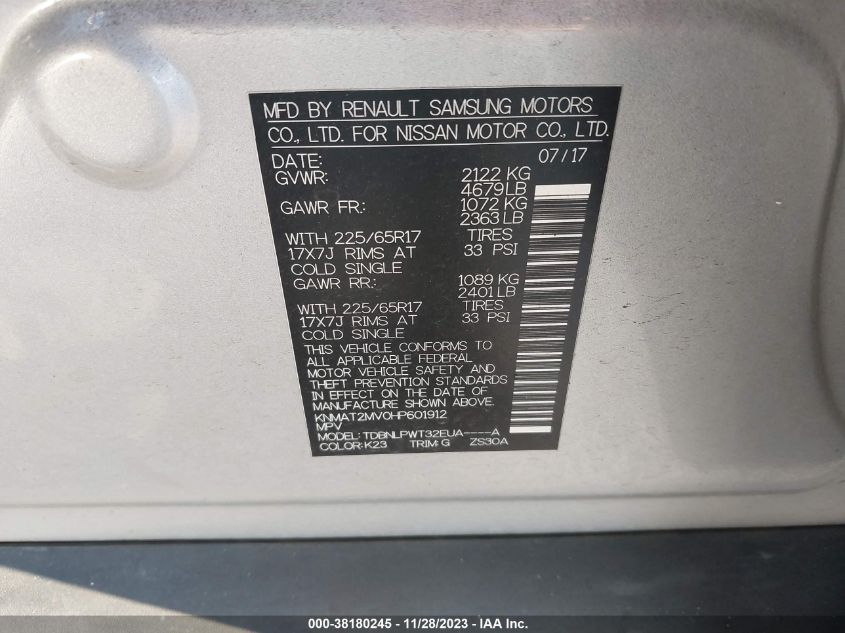 MFD BY RENAULT SAMSUNG MOTORS
CO., LTD. FOR NISSAN MOTOR CO., LTD.
DATE: 07/17
GVWR: 2122 KG
4679LB
GAWR FR.: 1072 KG
2363LB
WITH 225/65R17 TIRES
17X7J RIMS AT 33 PSI
COLD SINGLE
GAWR RR.: 1089 KG
2401LB
WITH 225/65R17 TIRES
17X7J RIMS AT 33 PSI
COLD SINGLE
THIS VEHICLE CONFORMS TO
ALL APPLICABLE FEDERAL
MOTOR VEHICLE SAFETY AND
THEFT PREVENTION STANDARDS
IN EFFECT ON THE DATE OF
MANUFACTURE SHOWN ABOVE.
KNMAT2MV0HP601912
MPV
MODEL: TDBNLPWT32EUA----A
COLOR:K23 TRIM:G ZS30A
000-38180245 - 11/28/2023 - IAA Inc.